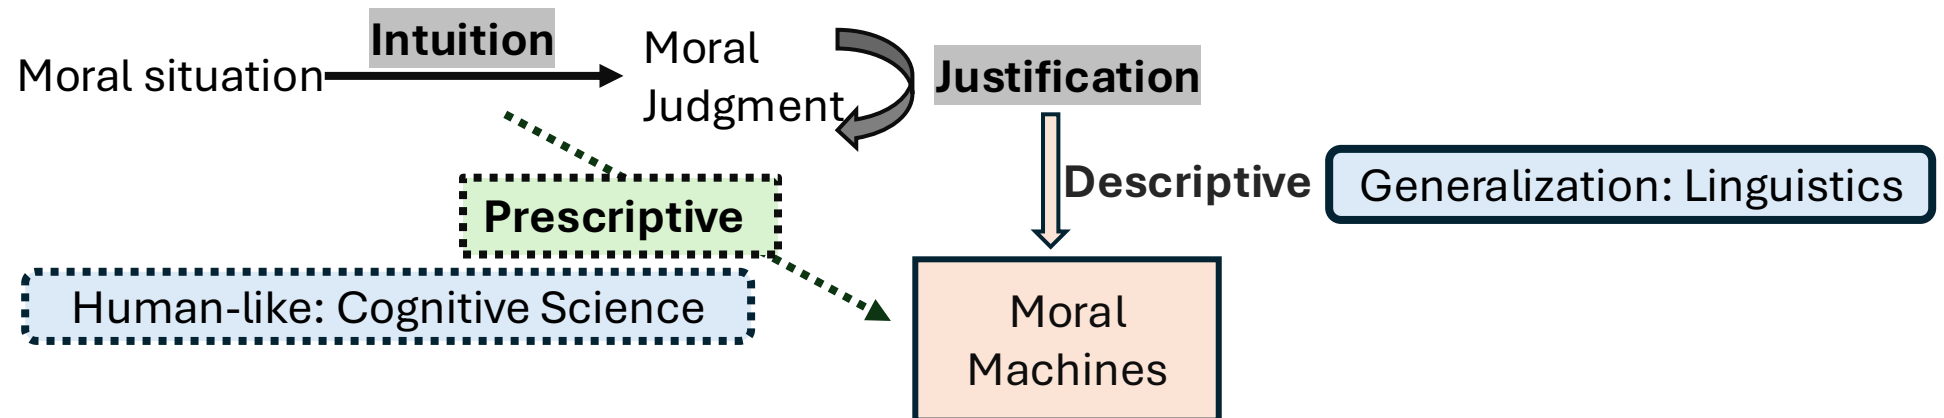 Intuition
Moral situation
Moral
Judgment
Justification
Descriptive
Generalization: Linguistics
Prescriptive
Human-like: Cognitive Science
Moral
Machines